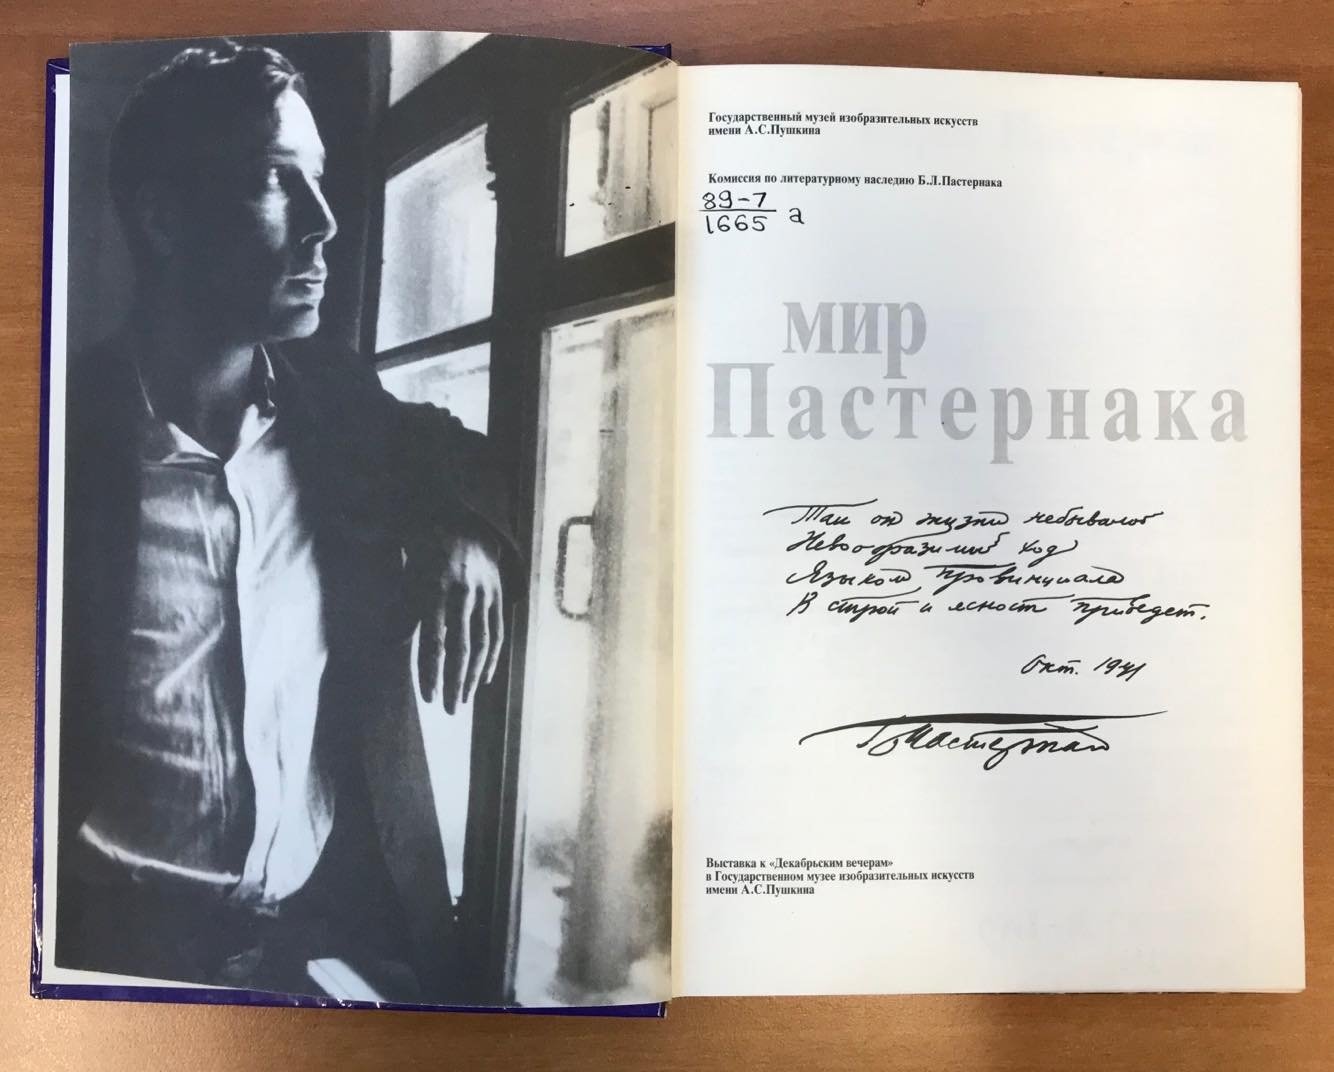 Государственный музей изобразительных искусств
имени А.С.Пушкина
Комиссия по литературному наследию Б.Л.Пастернака
89-7
1665 а
мир
Пастернака
Так от жизни небывалой
Невообразимый ход
Языком провинциала
В строй и ясность приведет.
Окт. 1941
Б Пастернак
Выставка к «Декабрьским вечерам»
в Государственном музее изобразительных искусств
имени А.С.Пушкина